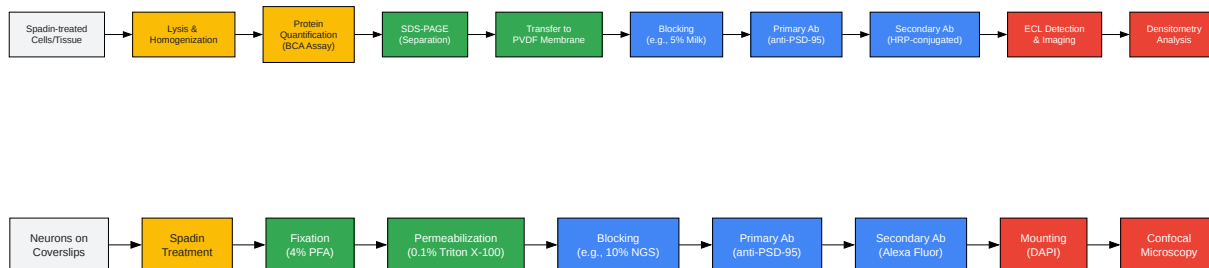 Spadin-treated
Cells/Tissue
Lysis &
Homogenization
Protein
Quantification
(BCA Assay)
SDS-PAGE
(Separation)
Transfer to
PVDF Membrane
Blocking
(e.g., 5% Milk)
Primary Ab
(anti-PSD-95)
Secondary Ab
(HRP-conjugated)
ECL Detection
& Imaging
Densitometry
Analysis
Neurons on
Coverslips
Spadin
Treatment
Fixation
(4% PFA)
Permeabilization
(0.1% Triton X-100)
Blocking
(e.g., 10% NGS)
Primary Ab
(anti-PSD-95)
Secondary Ab
(Alexa Fluor)
Mounting
(DAPI)
Confocal
Microscopy